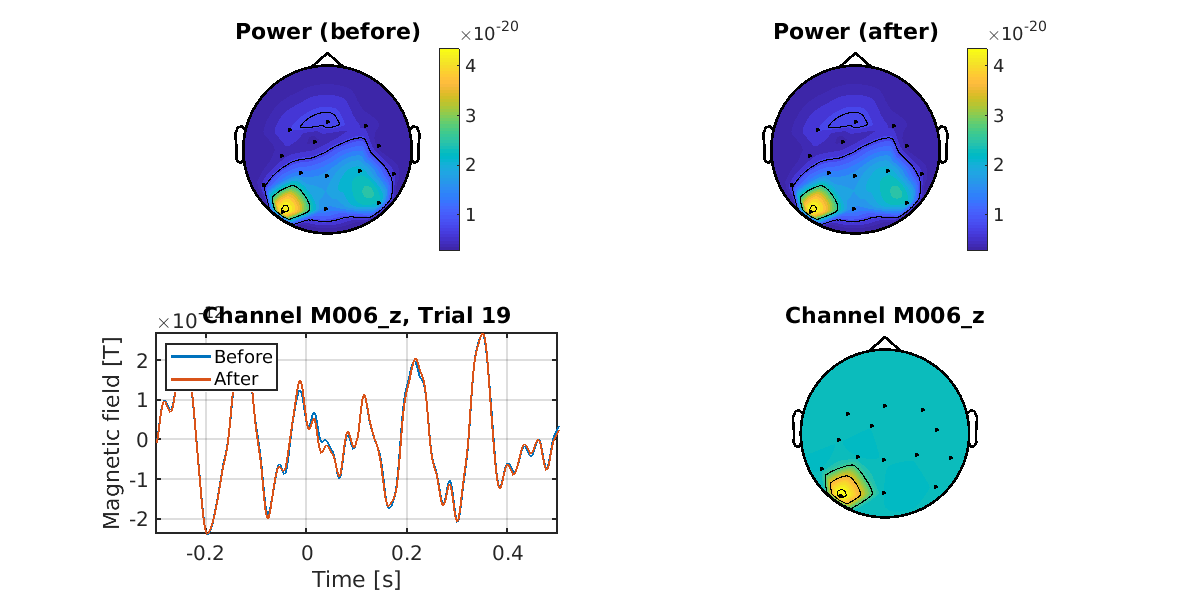 Power (before)
×10⁻²⁰
4
3
2
1
Power (after)
×10⁻²⁰
4
3
2
1
×10⁻¹²
Channel M006_z, Trial 19
Magnetic field [T]
2
1
0
-1
-2
Before
After
-0.2
0
0.2
0.4
Time [s]
Channel M006_z